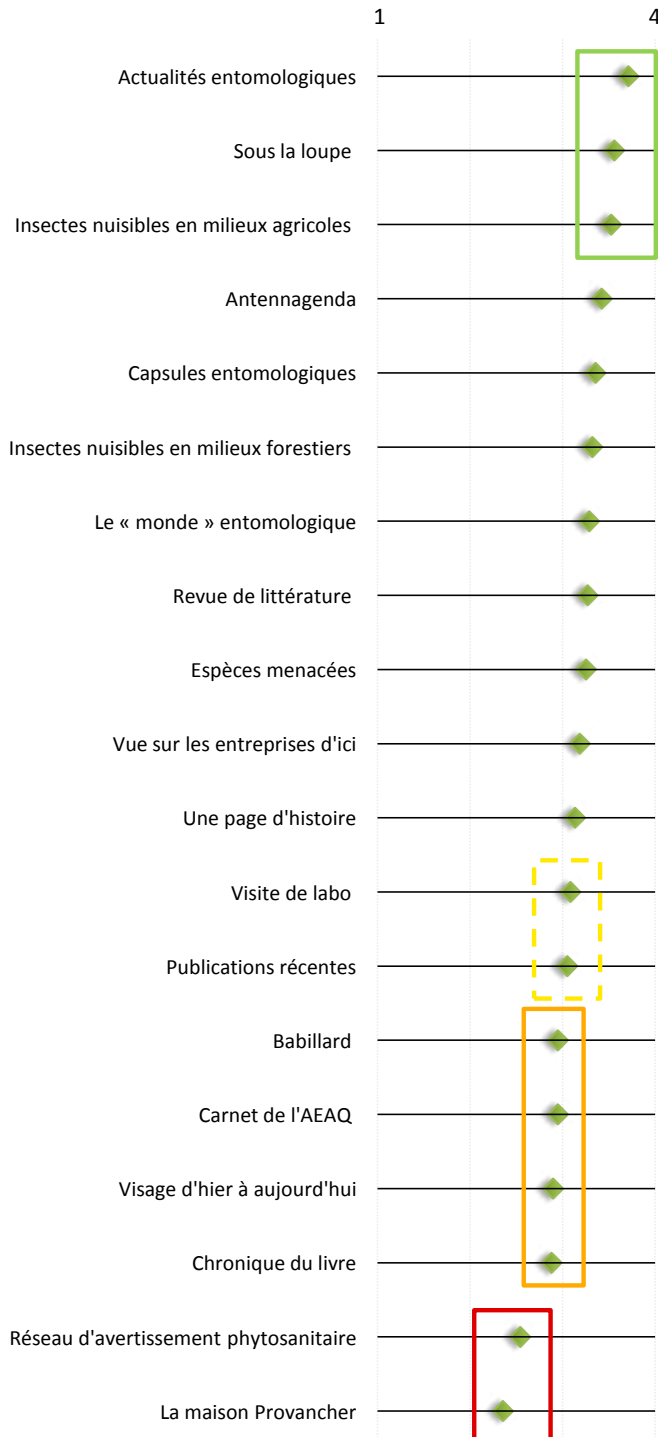 1 4
Actualités entomologiques
Sous la loupe
Insectes nuisibles en milieux agricoles
Antennagenda
Capsules entomologiques
Insectes nuisibles en milieux forestiers
Le « monde » entomologique
Revue de littérature
Espèces menacées
Vue sur les entreprises d'ici
Une page d'histoire
Visite de labo
Publications récentes
Babillard
Carnet de l'AEAQ
Visage d'hier à aujourd'hui
Chronique du livre
Réseau d'avertissement phytosanitaire
La maison Provancher